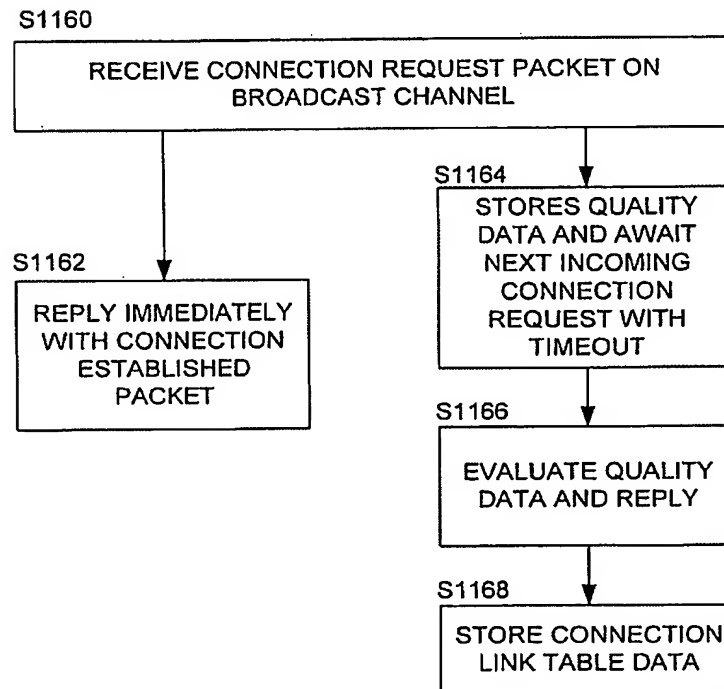 S1160
RECEIVE CONNECTION REQUEST PACKET ON
BROADCAST CHANNEL
S1162
REPLY IMMEDIATELY
WITH CONNECTION
ESTABLISHED
PACKET
S1164
STORES QUALITY
DATA AND AWAIT
NEXT INCOMING
CONNECTION
REQUEST WITH
TIMEOUT
S1166
EVALUATE QUALITY
DATA AND REPLY
S1168
STORE CONNECTION
LINK TABLE DATA